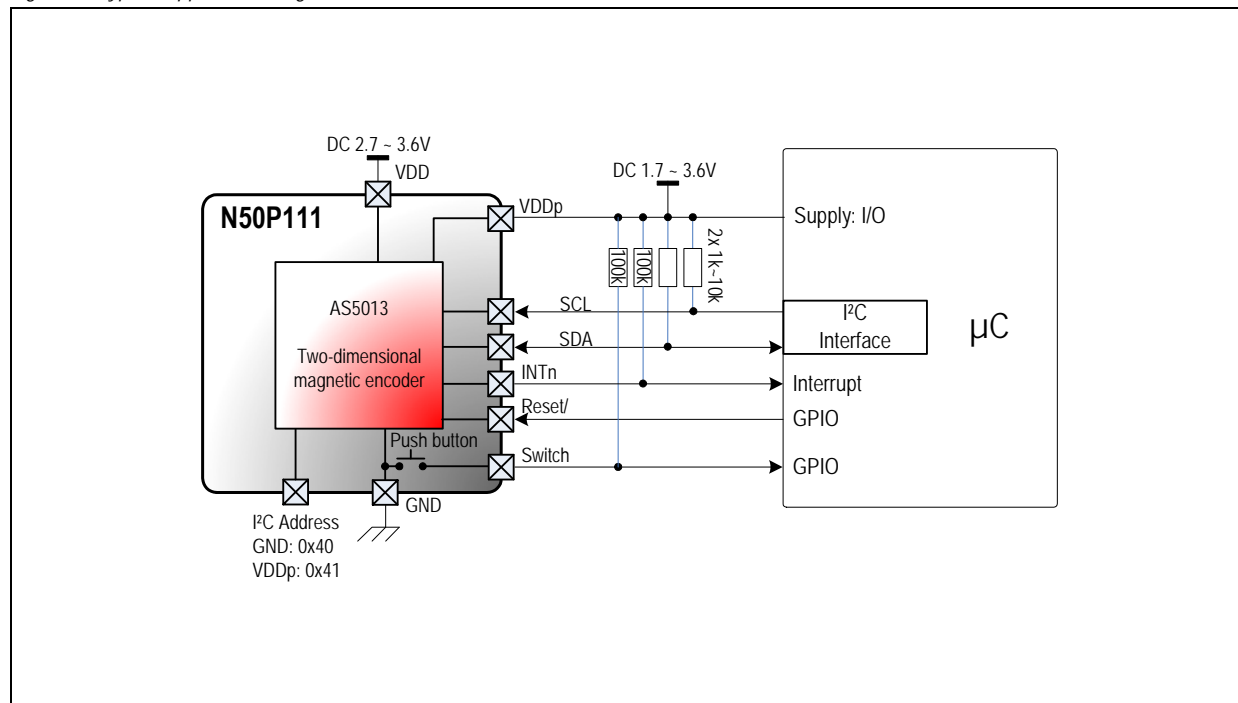 DC 2.7 ~ 3.6V
VDD
DC 1.7 ~ 3.6V
N50P111
VDDp
Supply: I/O
100k
100k
2x 1k~10k
AS5013
Two-dimensional
magnetic encoder
SCL
SDA
INTn
Reset/
Push button
Switch
I²C
Interface
µC
Interrupt
GPIO
GPIO
GND
I²C Address
GND: 0x40
VDDp: 0x41